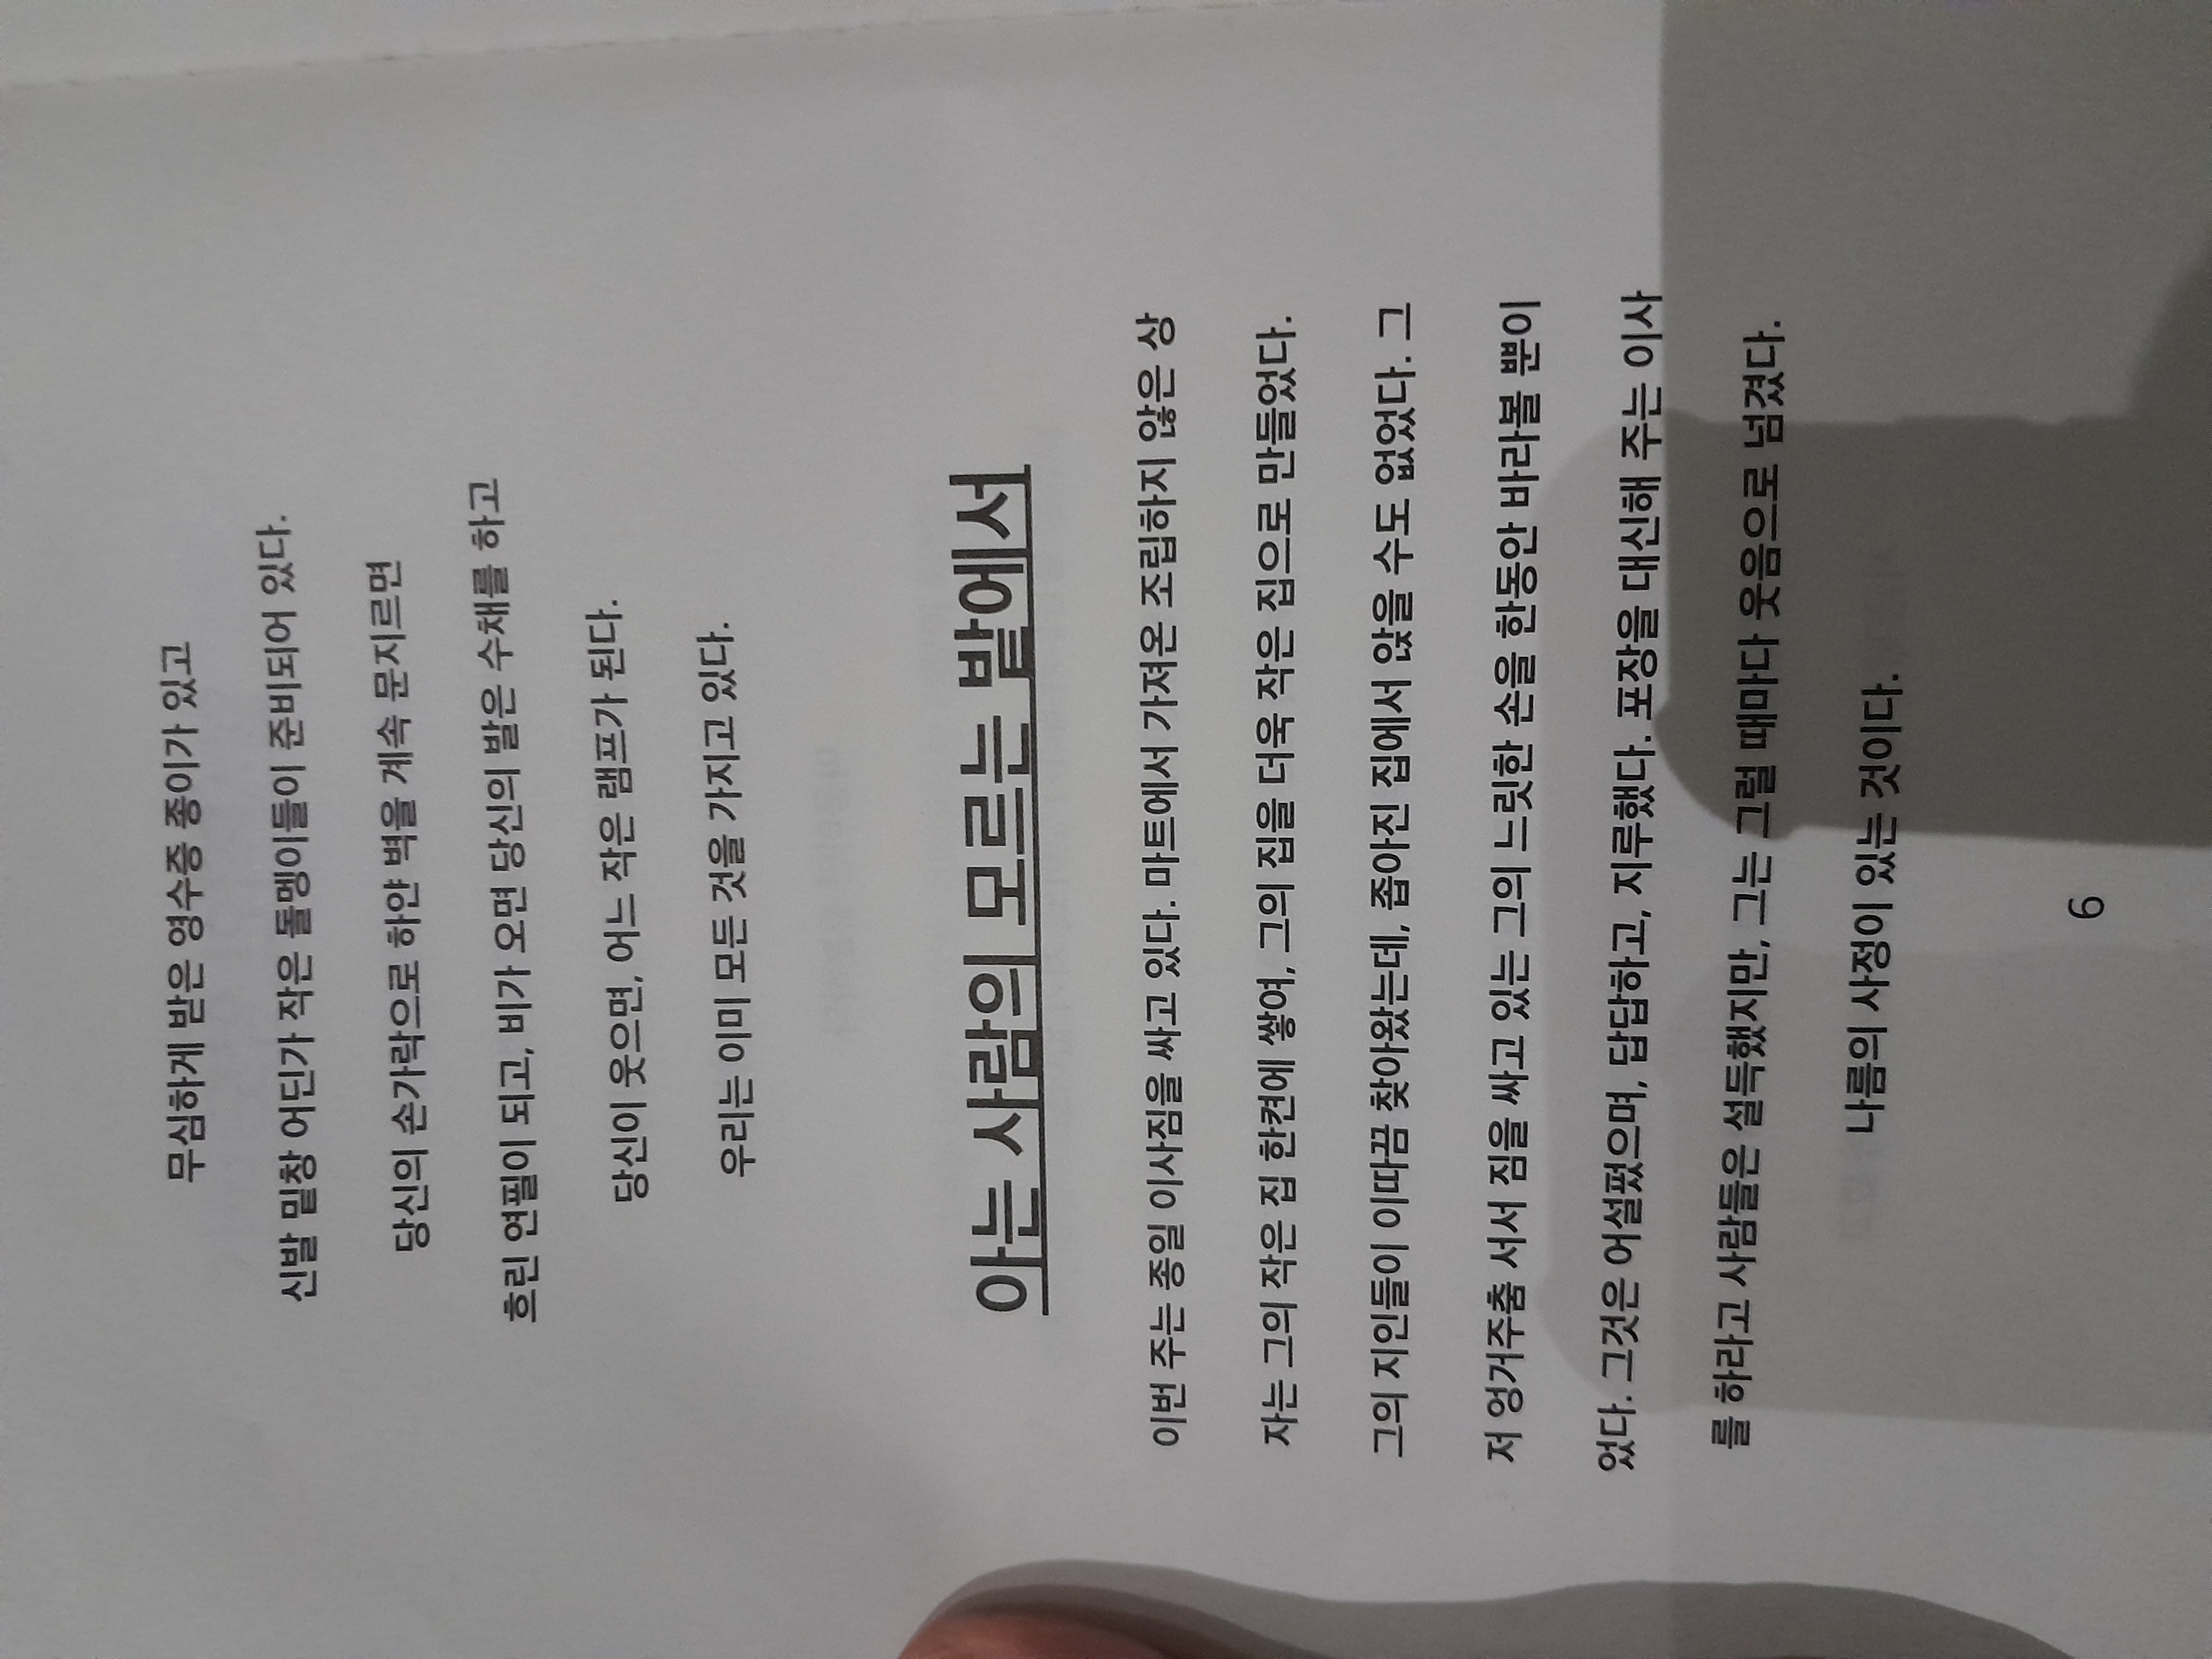 무심하게 받은 영수증 종이가 있고
신발 밑창 어딘가 작은 돌멩이들이 준비되어 있다.
당신의 손가락으로 하얀 벽을 계속 문지르면
흐린 연필이 되고, 비가 오면 당신의 발은 수채를 하고
당신이 웃으면, 어느 작은 램프가 된다.
우리는 이미 모든 것을 가지고 있다.
아는 사람의 모르는 밭에서
이번 주는 종일 이사짐을 싸고 있다. 마트에서 가져온 조립하지 않은 상
자는 그의 작은 집 한켠에 쌓여, 그의 집을 더욱 작은 집으로 만들었다.
그의 지인들이 이따끔 찾아왔는데, 좁아진 집에서 앉을 수도 없었다. 그
저 엉거주춤 서서 짐을 싸고 있는 그의 느릿한 손을 한동안 바라볼 뿐이
었다. 그것은 어설펐으며, 답답하고, 지루했다. 포장을 대신해 주는 이사
를 하라고 사람들은 설득했지만, 그는 그럴 때마다 웃음으로 넘겼다.
나름의 사정이 있는 것이다.
6